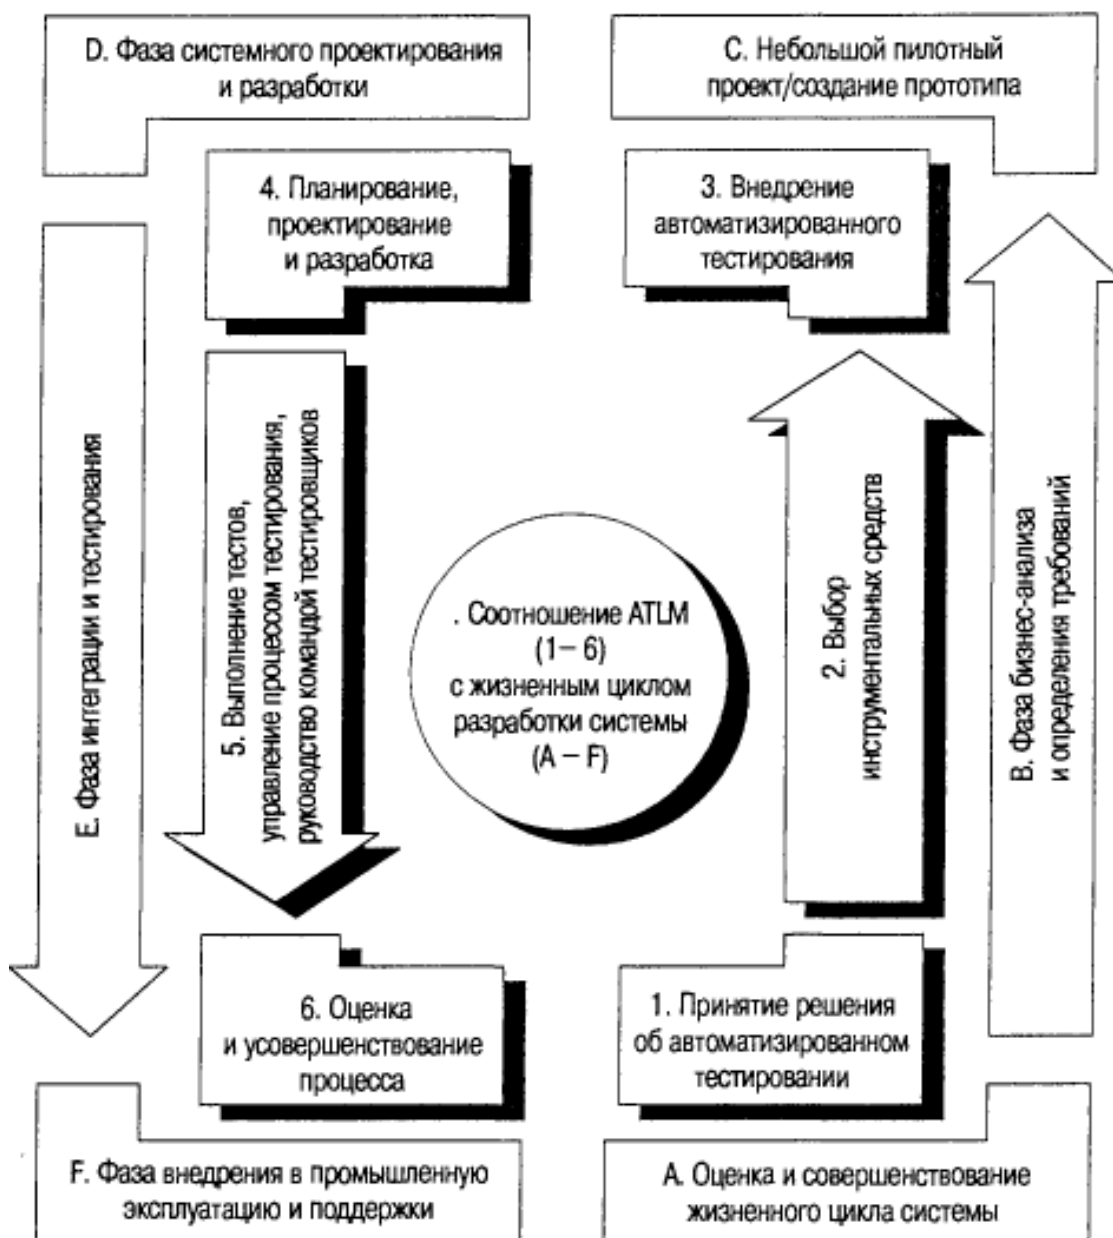 D. Фаза системного проектирования
и разработки
C. Небольшой пилотный
проект/создание прототипа
4. Планирование,
проектирование
и разработка
3. Внедрение
автоматизированного
тестирования
E. Фаза интеграции и тестирования
5. Выполнение тестов,
управление процессом тестирования,
руководство командой тестировщиков
. Соотношение ATLM
(1 – 6)
с жизненным циклом
разработки системы
(A – F)
2. Выбор
инструментальных средств
B. Фаза бизнес-анализа
и определения требований
6. Оценка
и усовершенствование
процесса
1. Принятие решения
об автоматизированном
тестировании
F. Фаза внедрения в промышленную
эксплуатацию и поддержки
A. Оценка и совершенствование
жизненного цикла системы